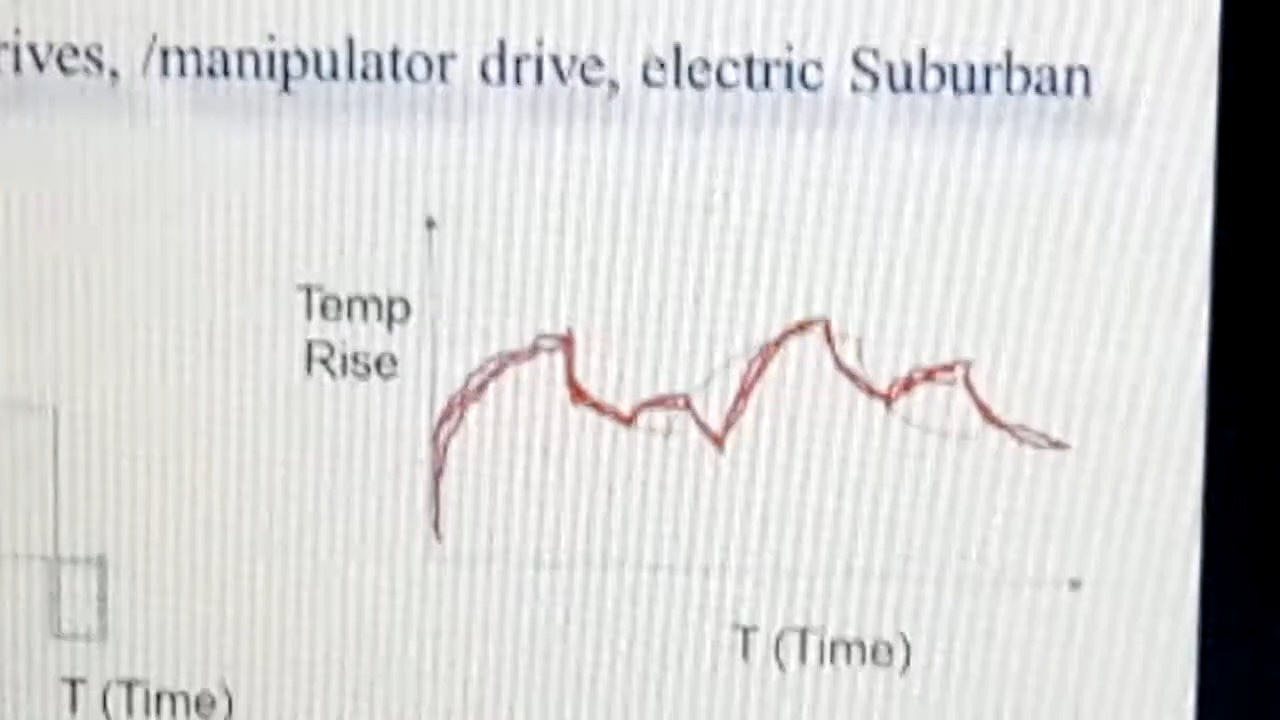 rives, /manipulator drive, electric Suburban
Temp
Rise
T (Time)
T (Time)